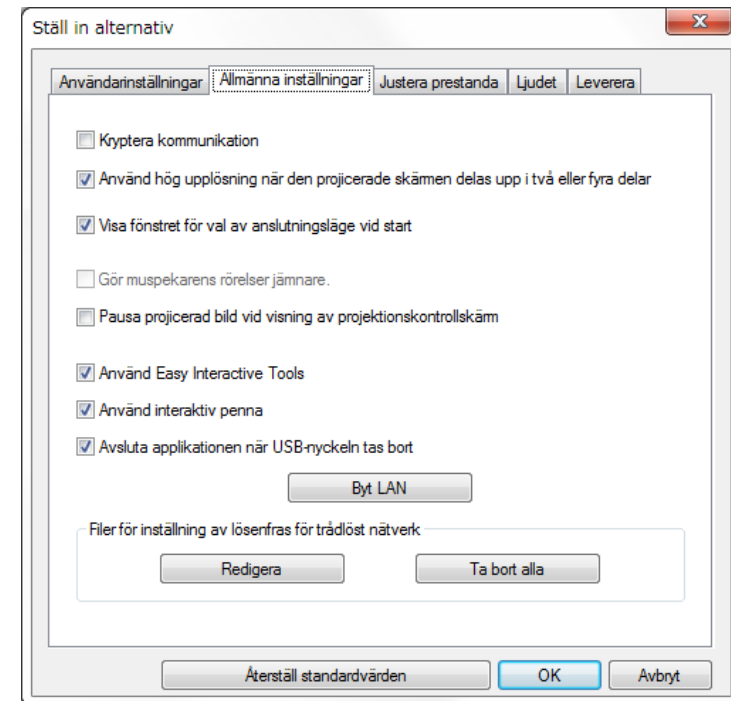 Ställ in alternativ
Användarinställningar Allmänna inställningar Justera prestanda Ljudet Leverera
Kryptera kommunikation
Använd hög upplösning när den projicerade skärmen delas upp i två eller fyra delar
Visa fönstret för val av anslutningsläge vid start
Gör muspekarens rörelser jämnare.
Pausa projicerad bild vid visning av projektionskontrollskärm
Använd Easy Interactive Tools
Använd interaktiv penna
Avsluta applikationen när USB-nyckeln tas bort
Byt LAN
Filer för inställning av lösenfras för trådlöst nätverk
Redigera Ta bort alla
Återställ standardvärden OK Avbryt